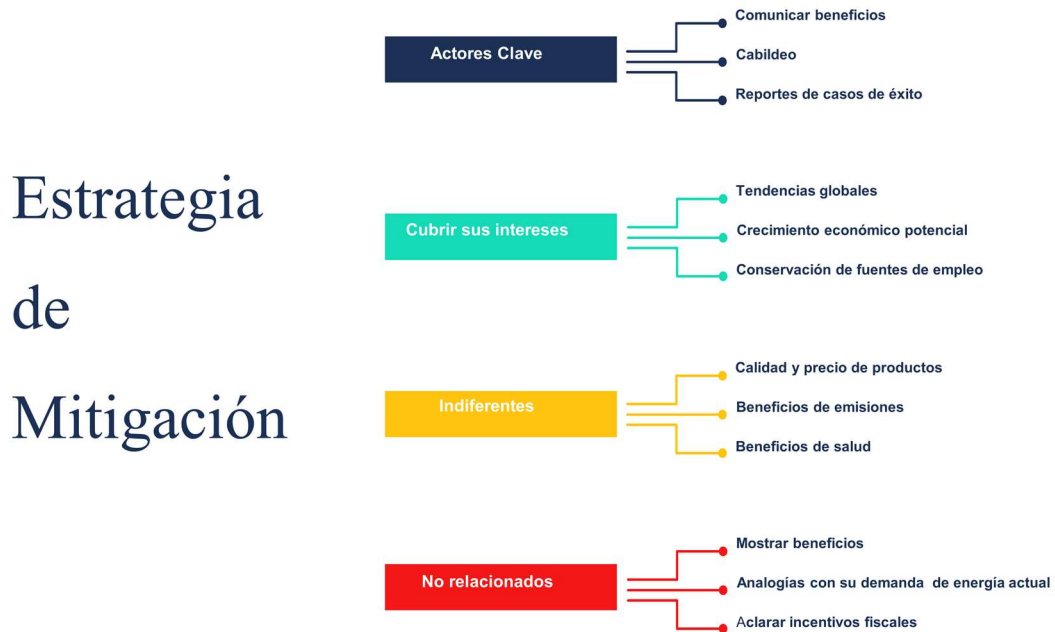 Estrategia
de
Mitigación
Actores Clave
Comunicar beneficios
Cabildeo
Reportes de casos de éxito
Cubrir sus intereses
Tendencias globales
Crecimiento económico potencial
Conservación de fuentes de empleo
Indiferentes
Calidad y precio de productos
Beneficios de emisiones
Beneficios de salud
No relacionados
Mostrar beneficios
Analogías con su demanda de energía actual
Aclarar incentivos fiscales